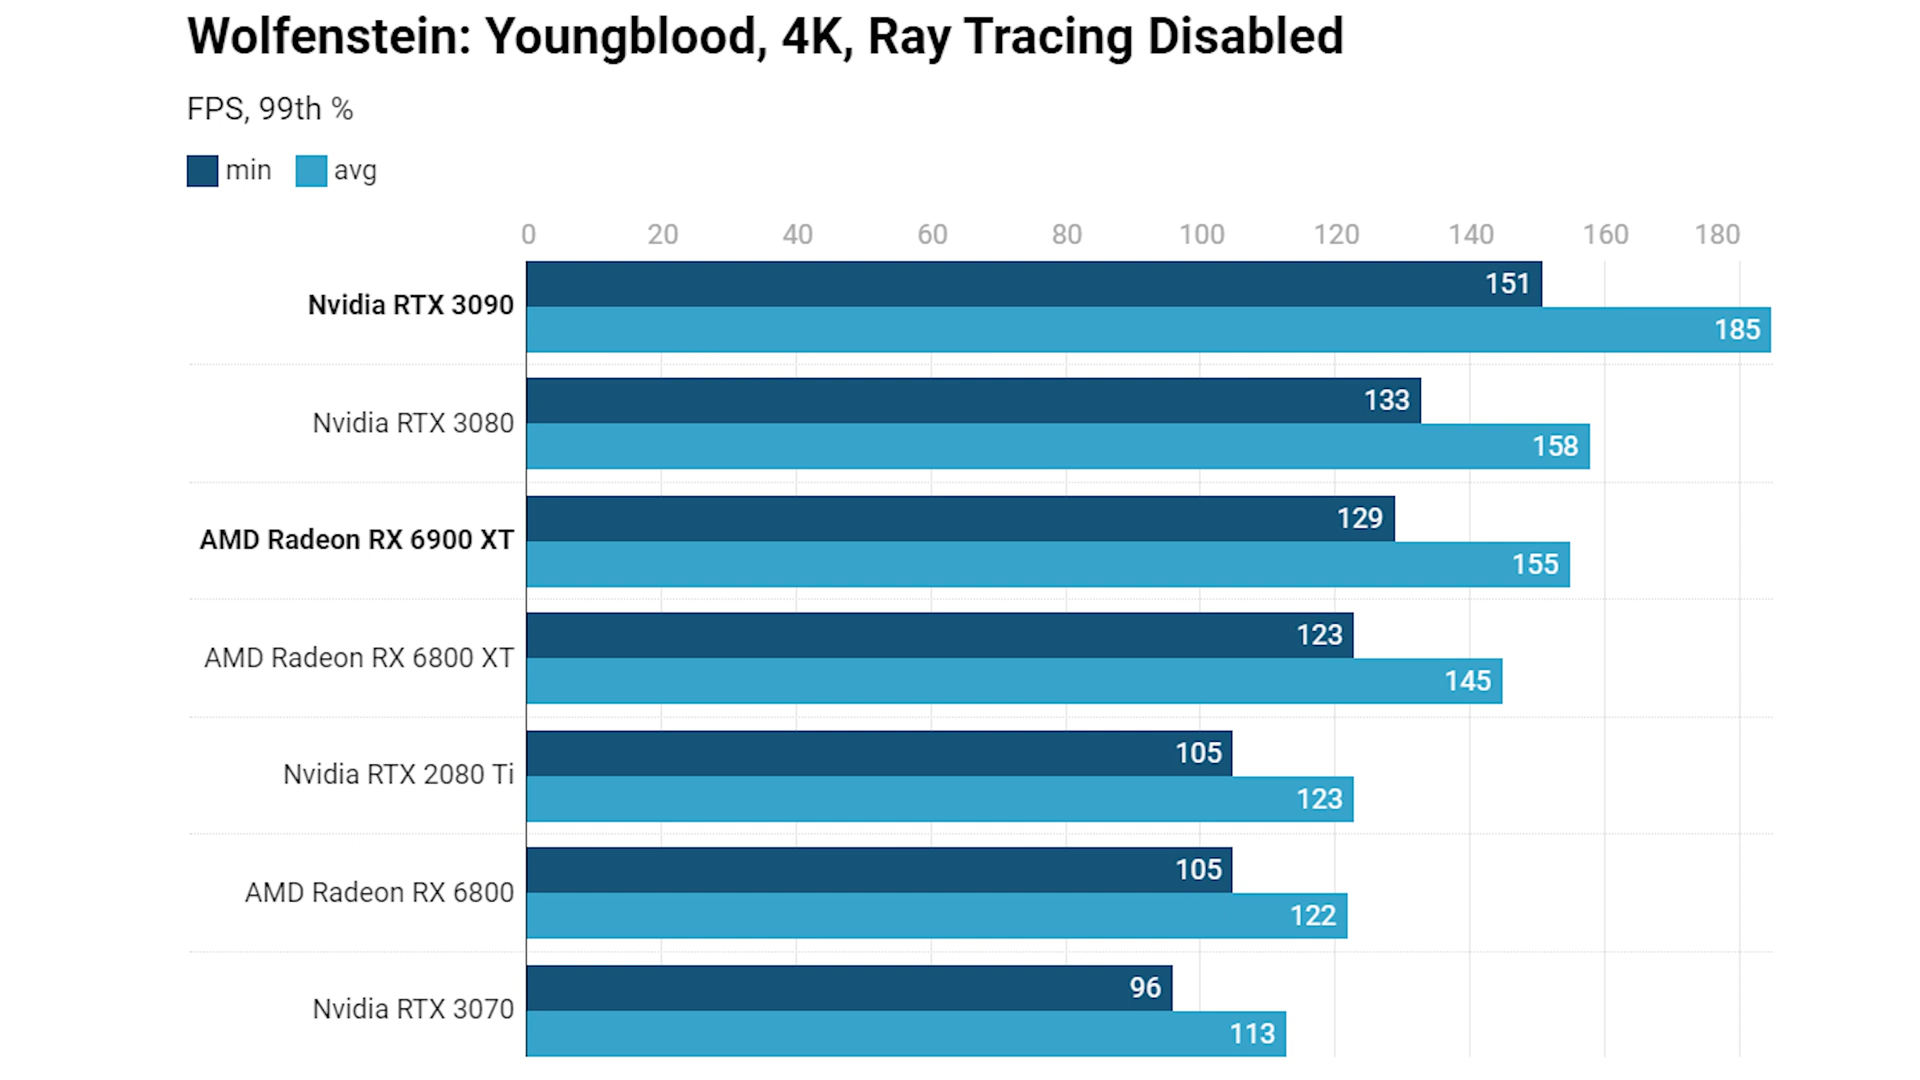 Wolfenstein: Youngblood, 4K, Ray Tracing Disabled
FPS, 99th %
min avg
0 20 40 60 80 100 120 140 160 180
Nvidia RTX 3090
151
185
Nvidia RTX 3080
133
158
AMD Radeon RX 6900 XT
129
155
AMD Radeon RX 6800 XT
123
145
Nvidia RTX 2080 Ti
105
123
AMD Radeon RX 6800
105
122
Nvidia RTX 3070
96
113